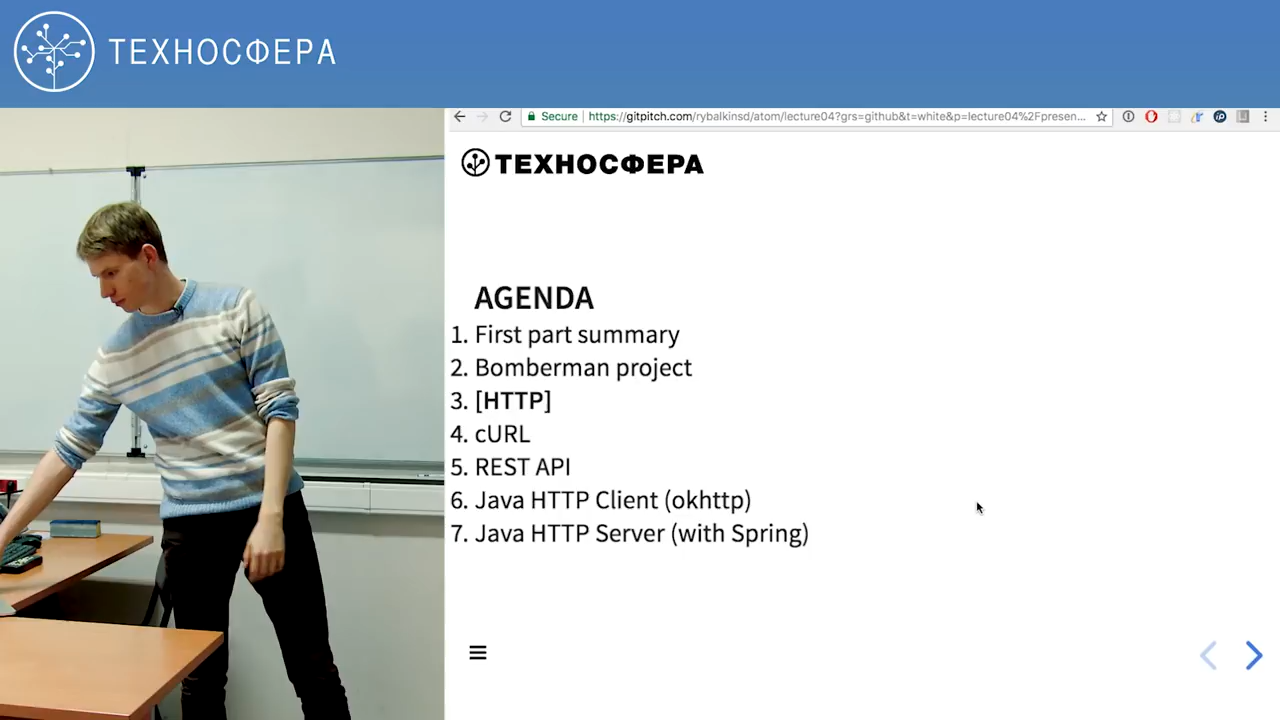 ТЕХНОСФЕРА
Secure
https://gitpitch.com/rybalkinsd/atom/lecture04?grs=github&t=white&p=lecture04%2Fpresen...
ТЕХНОСФЕРА
AGENDA
1. First part summary
2. Bomberman project
3. [HTTP]
4. cURL
5. REST API
6. Java HTTP Client (okhttp)
7. Java HTTP Server (with Spring)